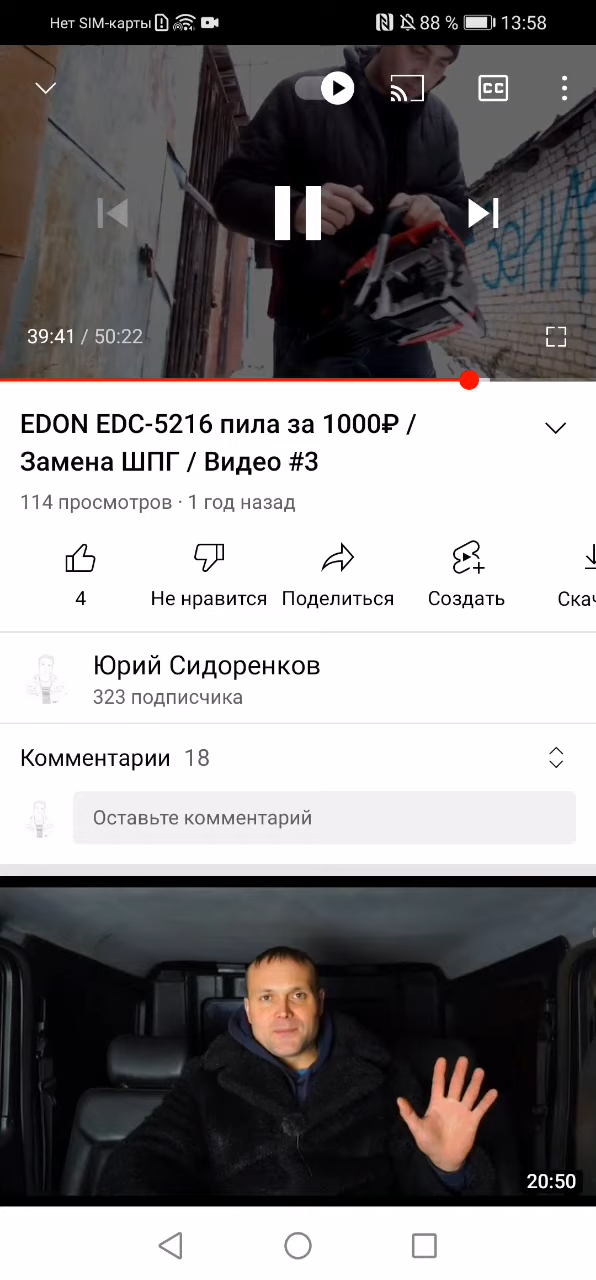 Нет SIM-карты 88 % 13:58
CC
39:41 / 50:22
EDON EDC-5216 пила за 1000₽ /
Замена ШПГ / Видео #3
114 просмотров · 1 год назад
4 Не нравится Поделиться Создать Скач
Юрий Сидоренков
323 подписчика
Комментарии 18
Оставьте комментарий
20:50